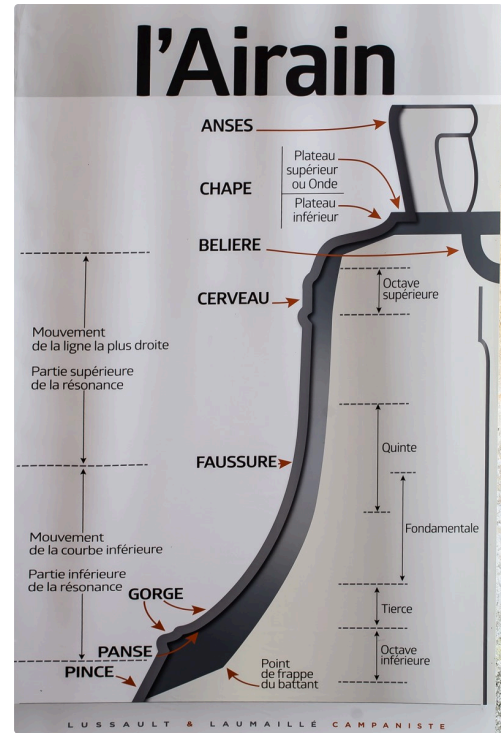 l'Airain
ANSES
Plateau
supérieur
ou Onde
CHAPE
Plateau
inférieur
BELIERE
CERVEAU
Octave
supérieure
Mouvement
de la ligne la plus droite
Partie supérieure
de la résonance
Quinte
FAUSSURE
Fondamentale
Mouvement
de la courbe inférieure
Partie inférieure
de la résonance
GORGE
Tierce
PANSE
Octave
inférieure
PINCE
Point
de frappe
du battant
LUSSAULT & LAUMAILLÉ CAMPANISTE